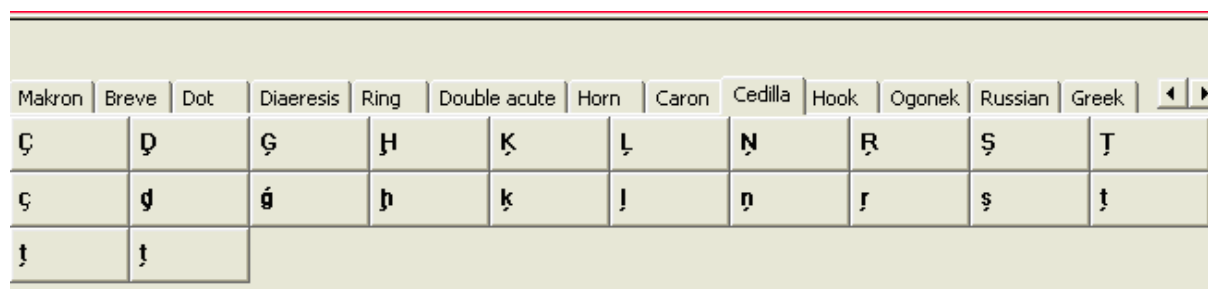 Makron Breve Dot Diaeresis Ring Double acute Horn Caron Cedilla Hook Ogonek Russian Greek
Ç Ḑ Ģ Ḩ Ķ Ļ Ņ Ŗ Ş Ţ
ç ḑ ģ ḩ ķ ļ ņ ŗ ş ţ
ţ ţ